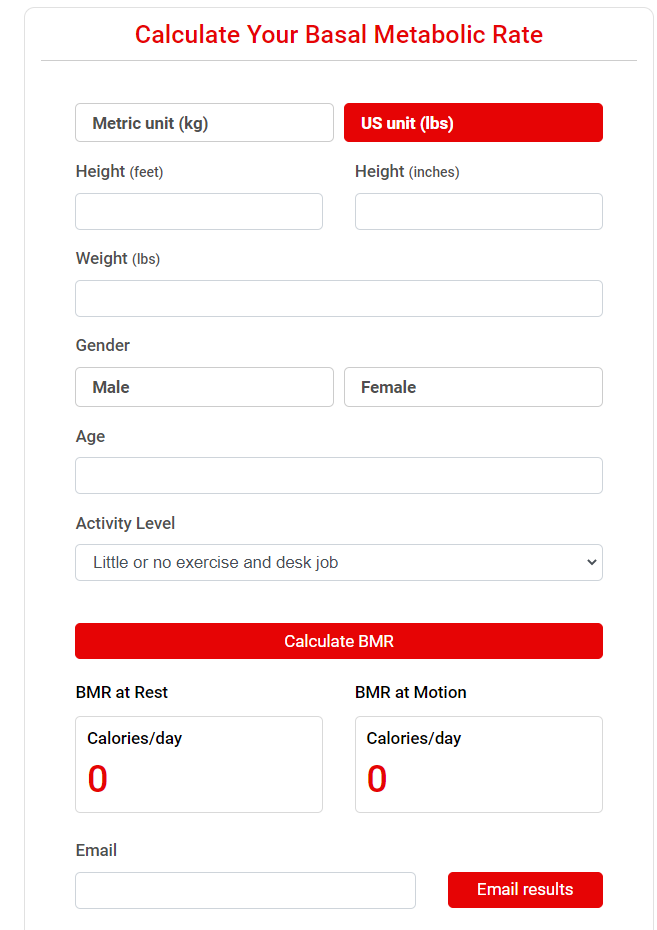 Calculate Your Basal Metabolic Rate
Metric unit (kg) US unit (lbs)
Height (feet) Height (inches)
Weight (lbs)
Gender
Male Female
Age
Activity Level
Little or no exercise and desk job
Calculate BMR
BMR at Rest BMR at Motion
Calories/day Calories/day
0 0
Email
Email results